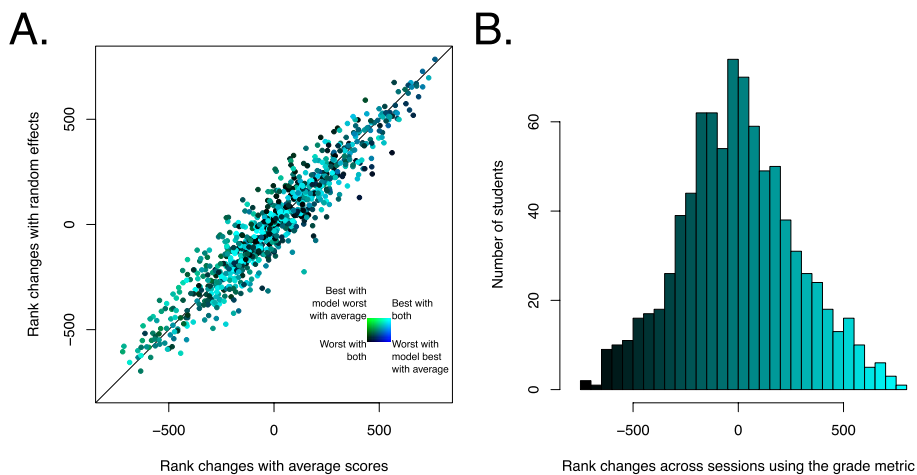 A.
Rank changes with random effects
500
0
−500
−500
0
500
Rank changes with average scores
Best with
model worst
with average
Best with
both
Worst with
both
Worst with
model best
with average
B.
Number of students
60
40
20
0
−500
0
500
Rank changes across sessions using the grade metric